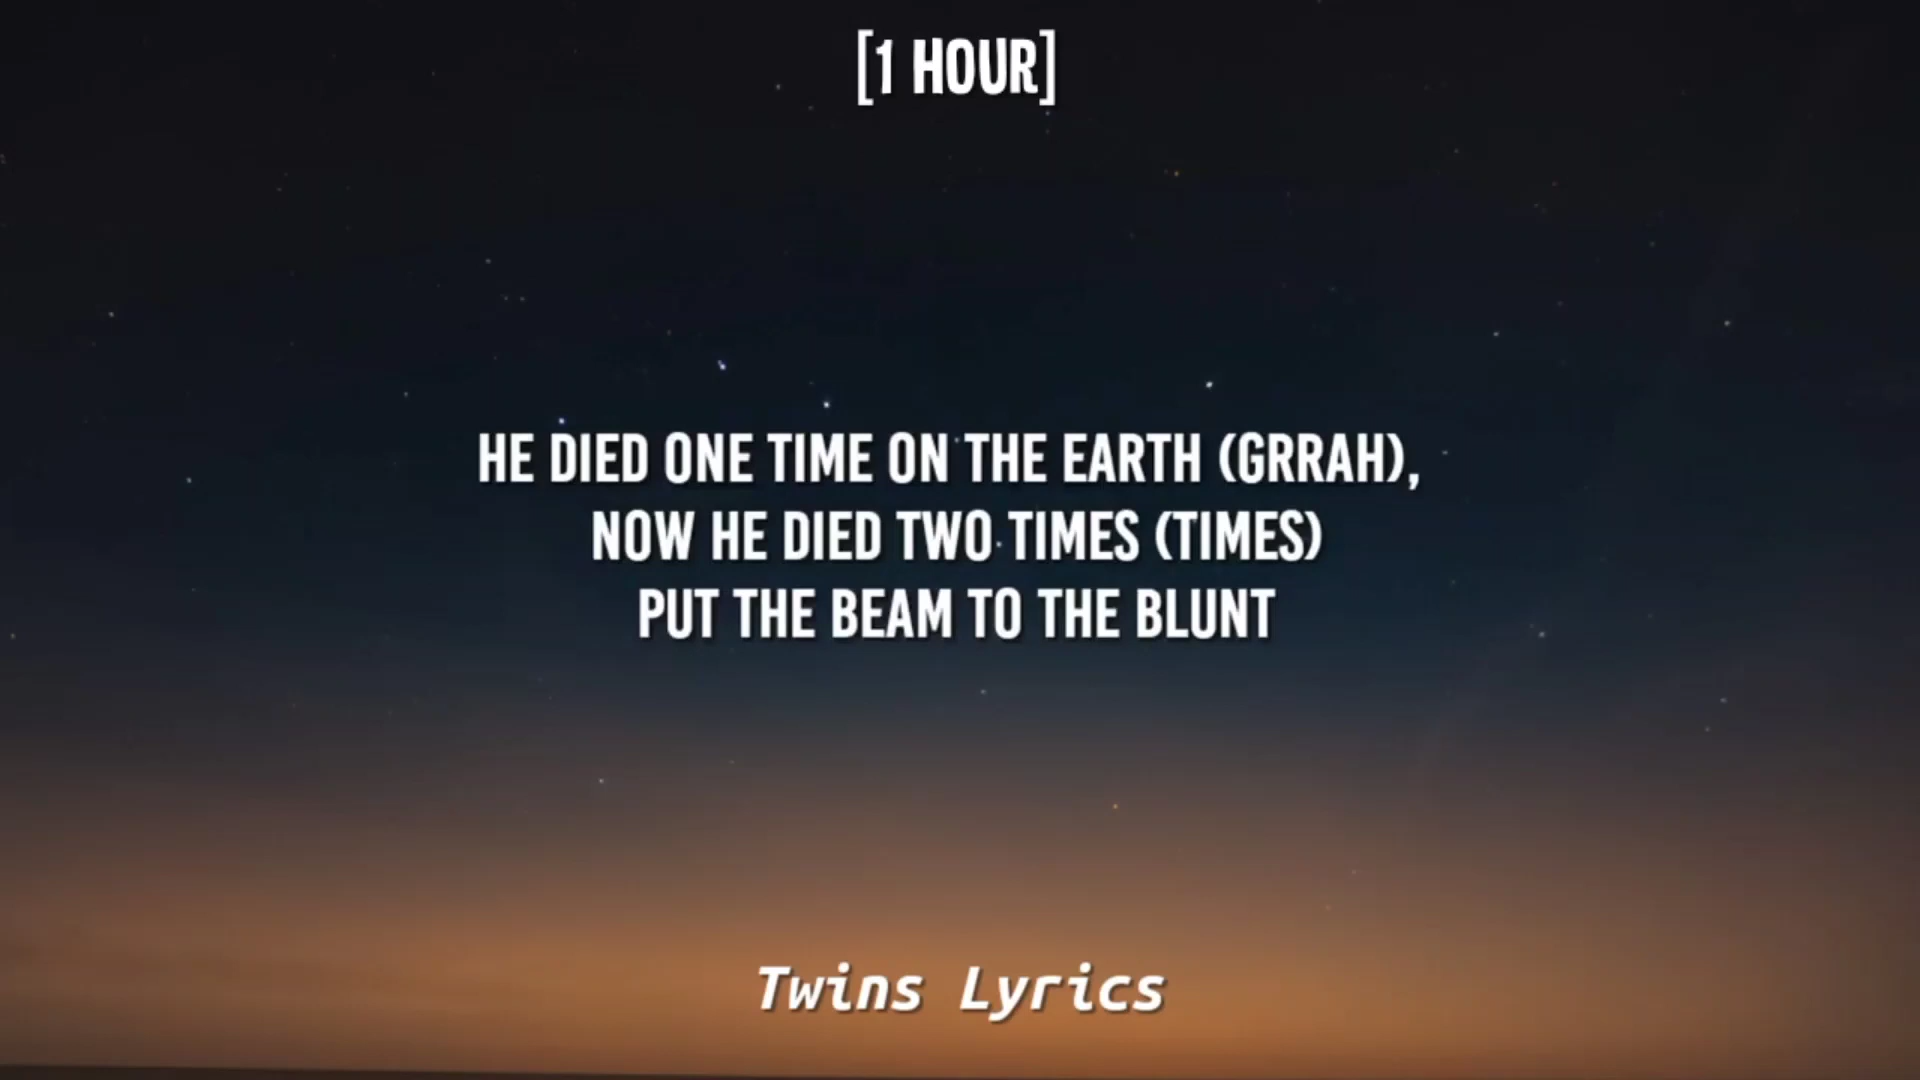 [1 HOUR]
HE DIED ONE TIME ON THE EARTH (GRRAH),
NOW HE DIED TWO TIMES (TIMES)
PUT THE BEAM TO THE BLUNT
Twins Lyrics